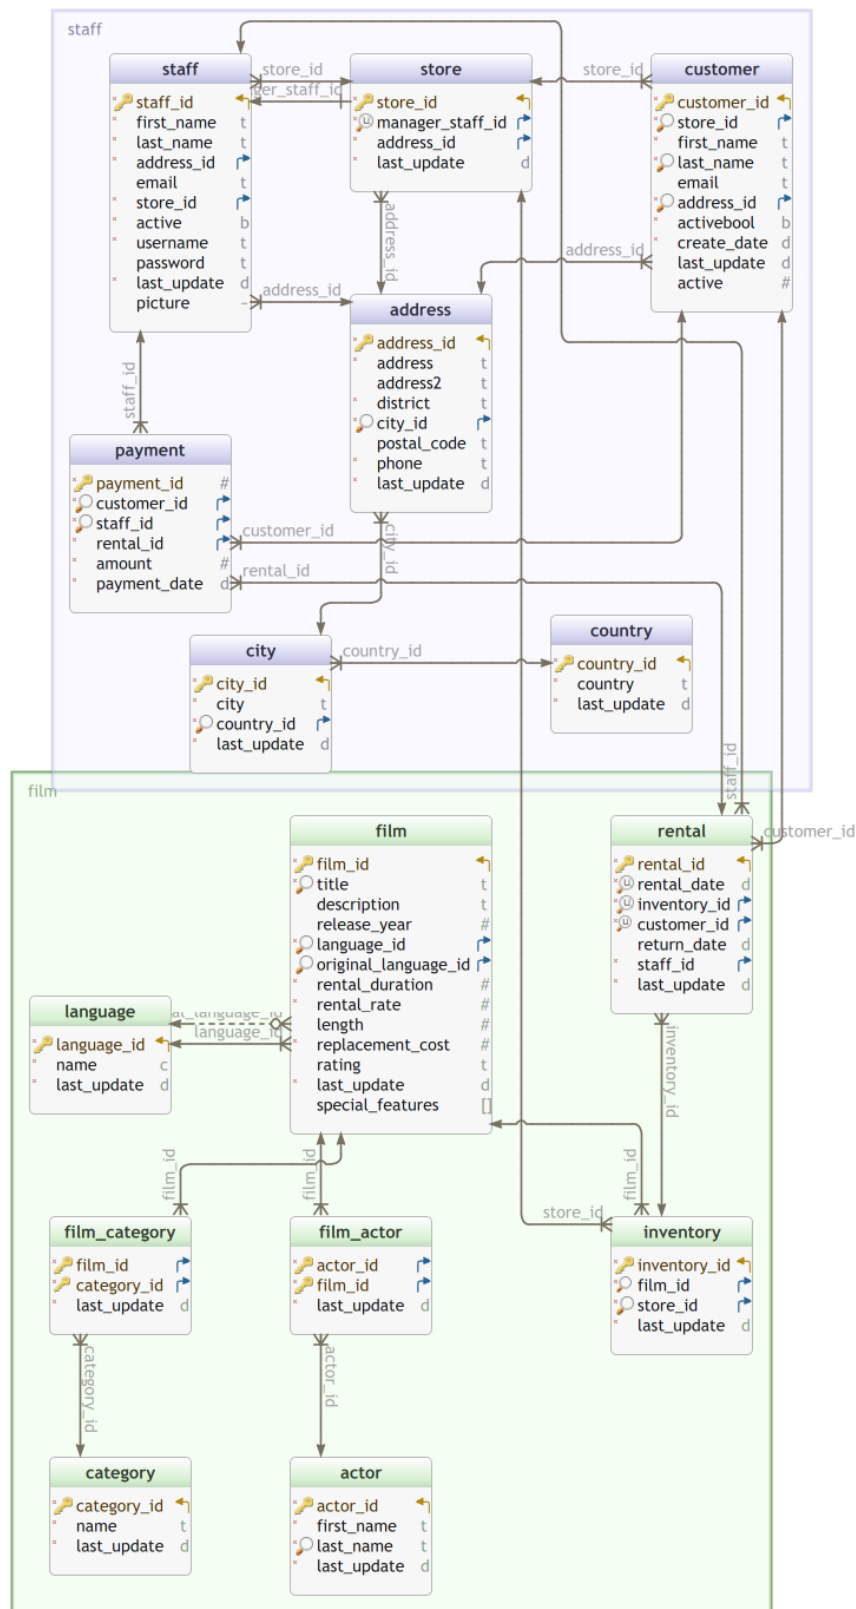 staff
staff
staff_id
first_name t
last_name t
address_id
email t
store_id
active b
username t
password t
last_update d
picture -
store_id
store
store_id
manager_staff_id
address_id
last_update d
store_id
customer
customer_id
store_id
first_name t
last_name t
email t
address_id
activebool b
create_date d
last_update d
active #
address_id
address_id
address_id
address
address_id
address t
address2 t
district t
city_id
postal_code t
phone t
last_update d
staff_id
payment
payment_id #
customer_id
staff_id
rental_id
amount #
payment_date d
customer_id
rental_id
city_id
city
city_id
city t
country_id
last_update d
country_id
country
country_id
country t
last_update d
staff_id
customer_id
film
film
film_id
title t
description t
release_year #
language_id
original_language_id
rental_duration #
rental_rate #
length #
replacement_cost #
rating t
last_update d
special_features []
rental
rental_id
rental_date d
inventory_id
customer_id
return_date d
staff_id
last_update d
language
language_id
name c
last_update d
language_id
inventory_id
film_id
film_id
film_id
store_id
film_category
film_id
category_id
last_update d
film_actor
actor_id
film_id
last_update d
inventory
inventory_id
film_id
store_id
last_update d
category_id
actor_id
category
category_id
name t
last_update d
actor
actor_id
first_name t
last_name t
last_update d